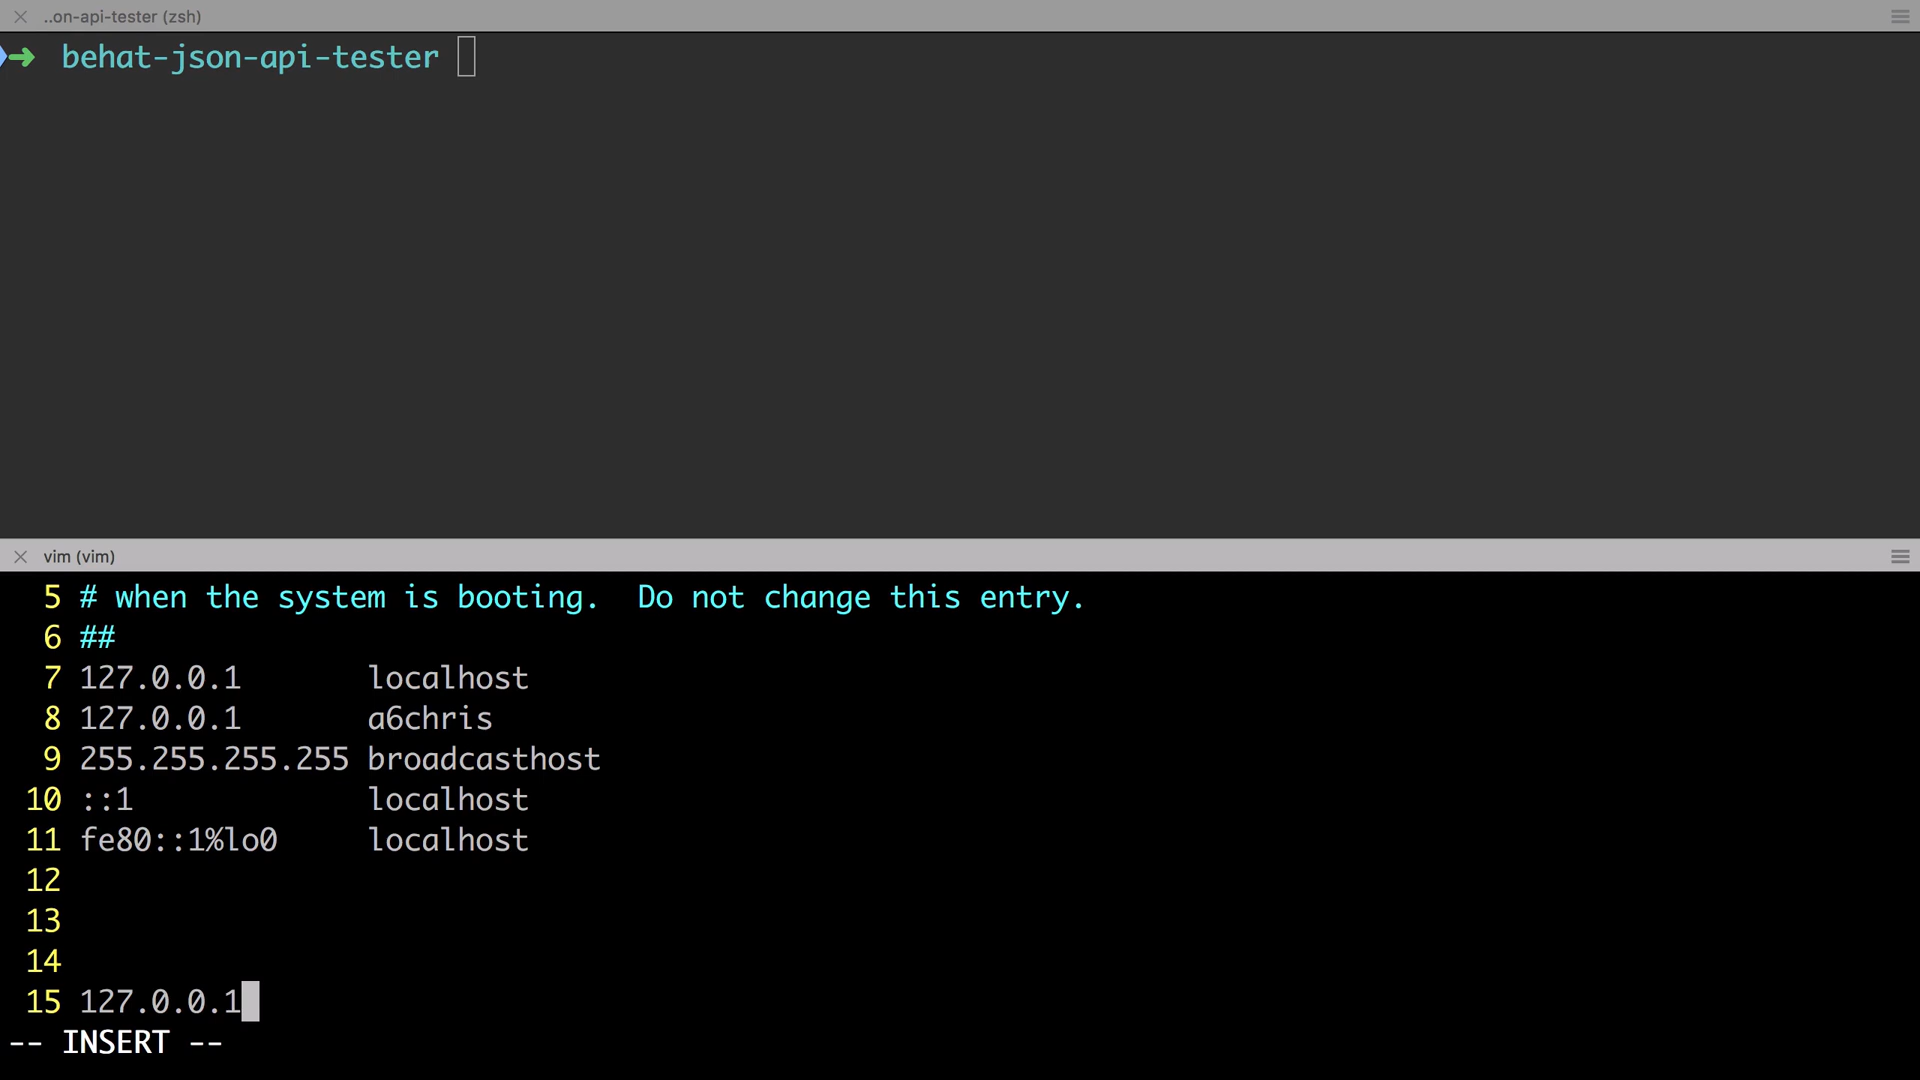 ..on-api-tester (zsh)
➜ behat-json-api-tester
vim (vim)
5 # when the system is booting.  Do not change this entry.
6 ##
7 127.0.0.1       localhost
8 127.0.0.1       a6chris
9 255.255.255.255 broadcasthost
10 ::1             localhost
11 fe80::1%lo0     localhost
12
13
14
15 127.0.0.1
-- INSERT --